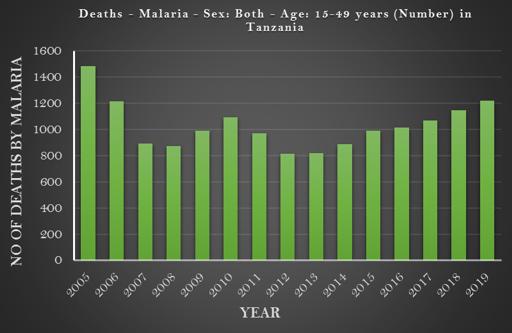 Deaths - Malaria - Sex: Both - Age: 15-49 years (Number) in
Tanzania
NO OF DEATHS BY MALARIA
1600
1400
1200
1000
800
600
400
200
0
2005 2006 2007 2008 2009 2010 2011 2012 2013 2014 2015 2016 2017 2018 2019
YEAR